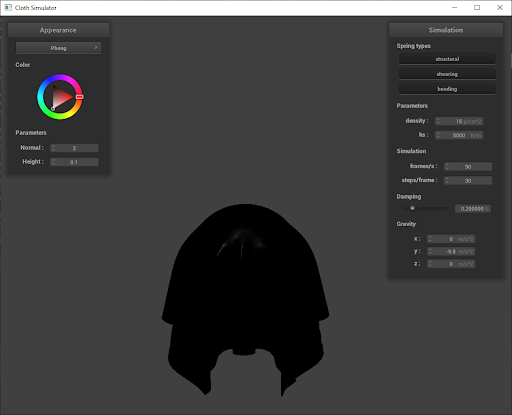 Cloth Simulator
Appearance
Phong
Color
Parameters
Normal : 2
Height : 0.1
Simulation
Spring types
structural
shearing
bending
Parameters
density : 15 g/cm^2
ks : 5000 N/m
Simulation
frames/s : 90
steps/frame : 30
Damping
0.200000 %
Gravity
x : 0 m/s^2
y : -9.8 m/s^2
z : 0 m/s^2